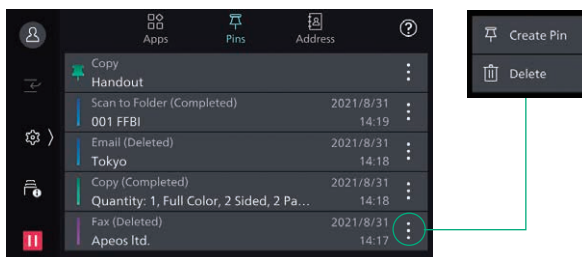 Apps
Pins
Address
Copy
Handout
Scan to Folder (Completed) 2021/8/31
001 FFBI 14:19
Email (Deleted) 2021/8/31
Tokyo 14:18
Copy (Completed) 2021/8/31
Quantity: 1, Full Color, 2 Sided, 2 Pa... 14:18
Fax (Deleted) 2021/8/31
Apeos ltd. 14:17
Create Pin
Delete